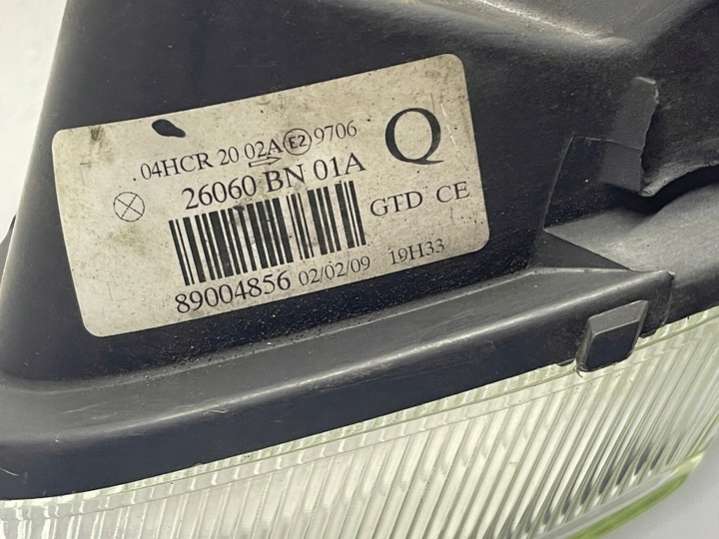 04HCR 20 02A E2 9706
Q
26060 BN 01A
GTD CE
89004856 02/02/09 19H33